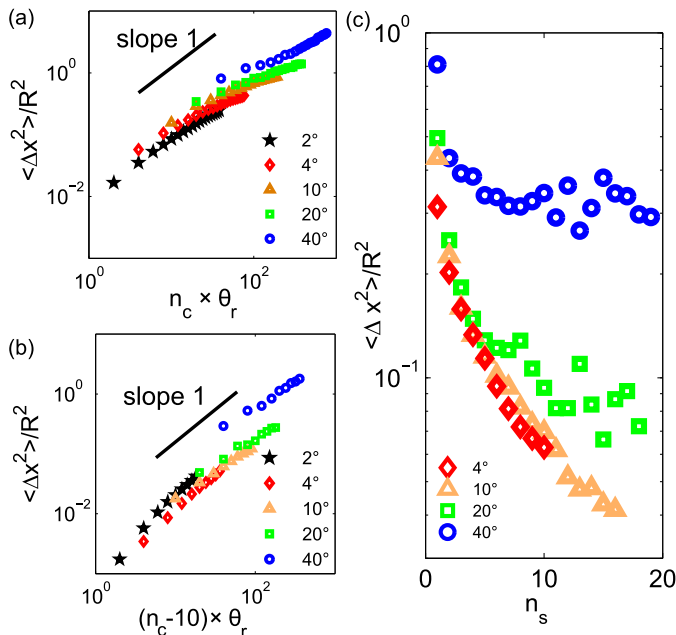 (a)
<Δx²>/R²
10⁰
10⁻²
slope 1
2°
4°
10°
20°
40°
10⁰
10²
n_c × θ_r
(b)
<Δx²>/R²
10⁰
10⁻²
slope 1
2°
4°
10°
20°
40°
10⁰
10²
(n_c-10) × θ_r
(c)
<Δ x²>/R²
10⁰
10⁻¹
4°
10°
20°
40°
0
10
20
n_s